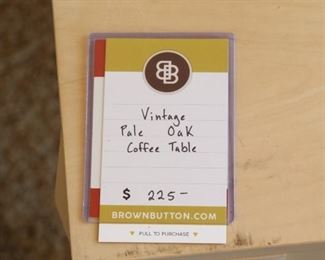 BB
Vintage
Pale Oak
Coffee Table
$ 225-
BROWNBUTTON.COM
▼ PULL TO PURCHASE ▼